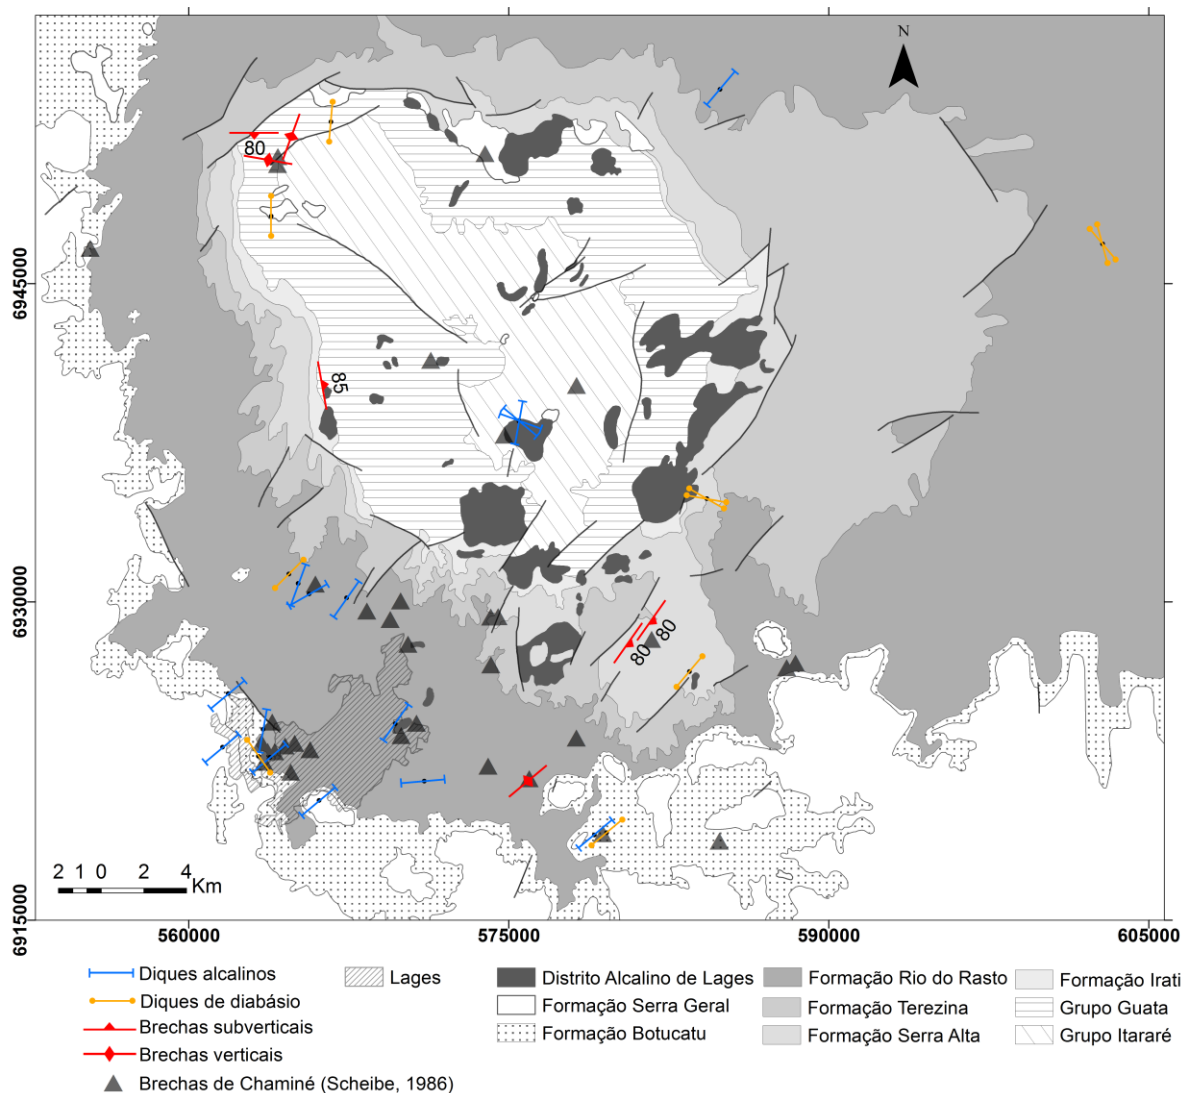 N
80
85
80
80
6945000
6930000
6915000
2 1 0 2 4
Km
560000 575000 590000 605000
Diques alcalinos
Diques de diabásio
Brechas subverticais
Brechas verticais
Brechas de Chaminé (Scheibe, 1986)
Lages
Distrito Alcalino de Lages
Formação Serra Geral
Formação Botucatu
Formação Rio do Rasto
Formação Terezina
Formação Serra Alta
Formação Irati
Grupo Guata
Grupo Itararé